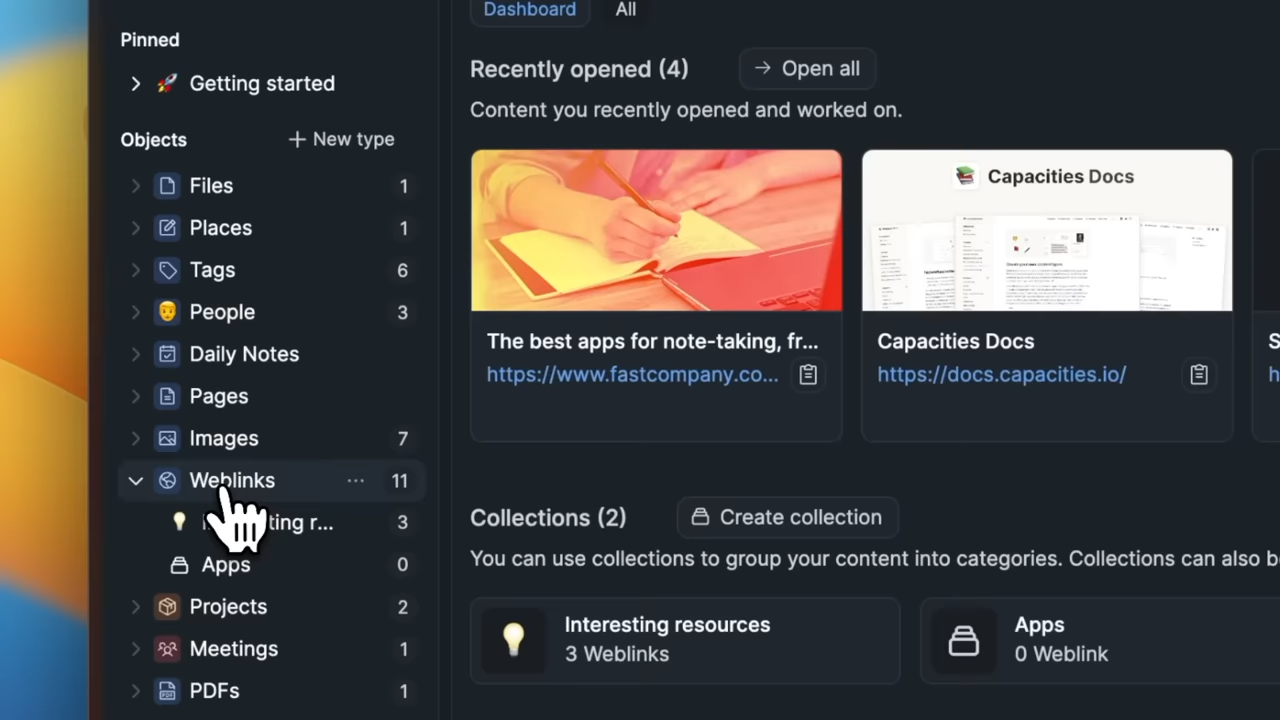 Pinned
Getting started
Objects
New type
Files 1
Places 1
Tags 6
People 3
Daily Notes
Pages
Images 7
Weblinks ... 11
ting r... 3
Apps 0
Projects 2
Meetings 1
PDFs 1
Dashboard All
Recently opened (4) Open all
Content you recently opened and worked on.
Capacities Docs
The best apps for note-taking, fr...
https://www.fastcompany.co...
Capacities Docs
https://docs.capacities.io/
Collections (2) Create collection
You can use collections to group your content into categories. Collections can also b
Interesting resources
3 Weblinks
Apps
0 Weblink